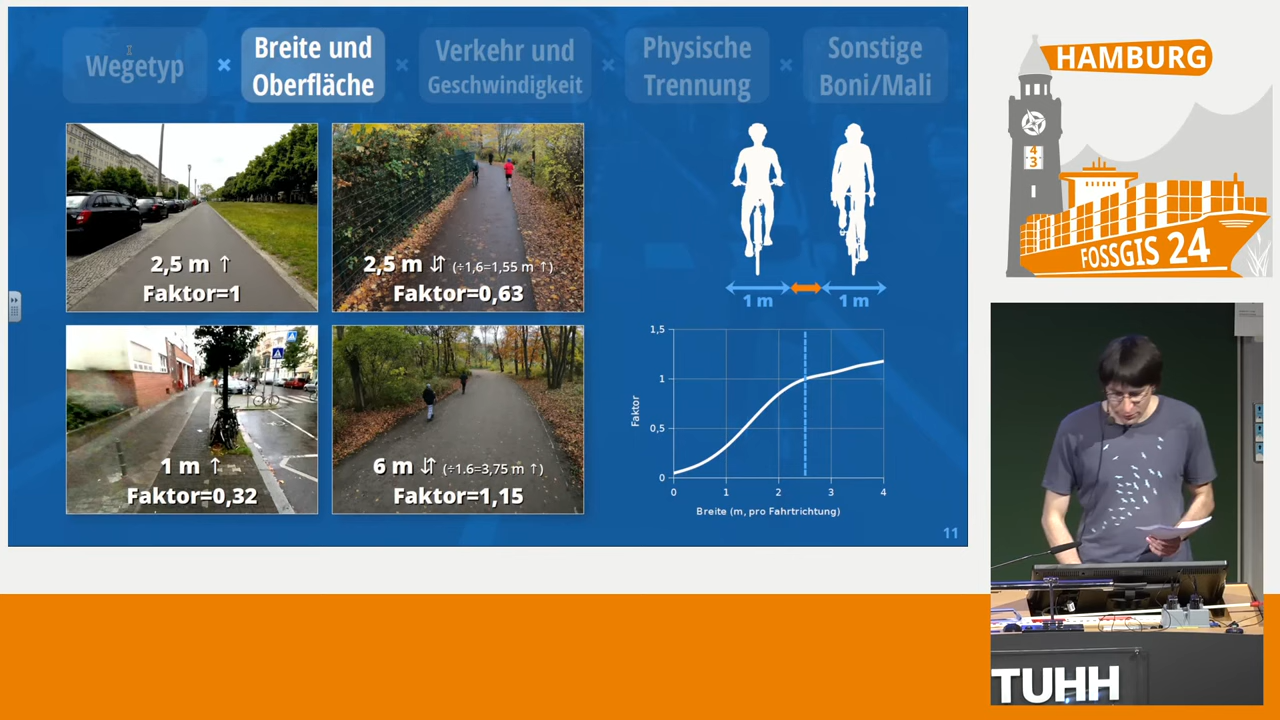 Wegetyp
×
Breite und
Oberfläche
×
Verkehr und
Geschwindigkeit
×
Physische
Trennung
×
Sonstige
Boni/Mali
2,5 m ↑
Faktor=1
2,5 m ⇵ (÷1,6=1,55 m ↑)
Faktor=0,63
1 m ↑
Faktor=0,32
6 m ⇵ (÷1.6=3,75 m ↑)
Faktor=1,15
1 m
1 m
1,5
1
0,5
0
Faktor
0 1 2 3 4
Breite (m, pro Fahrtrichtung)
11
HAMBURG
4
3
FOSSGIS 24
TUHH